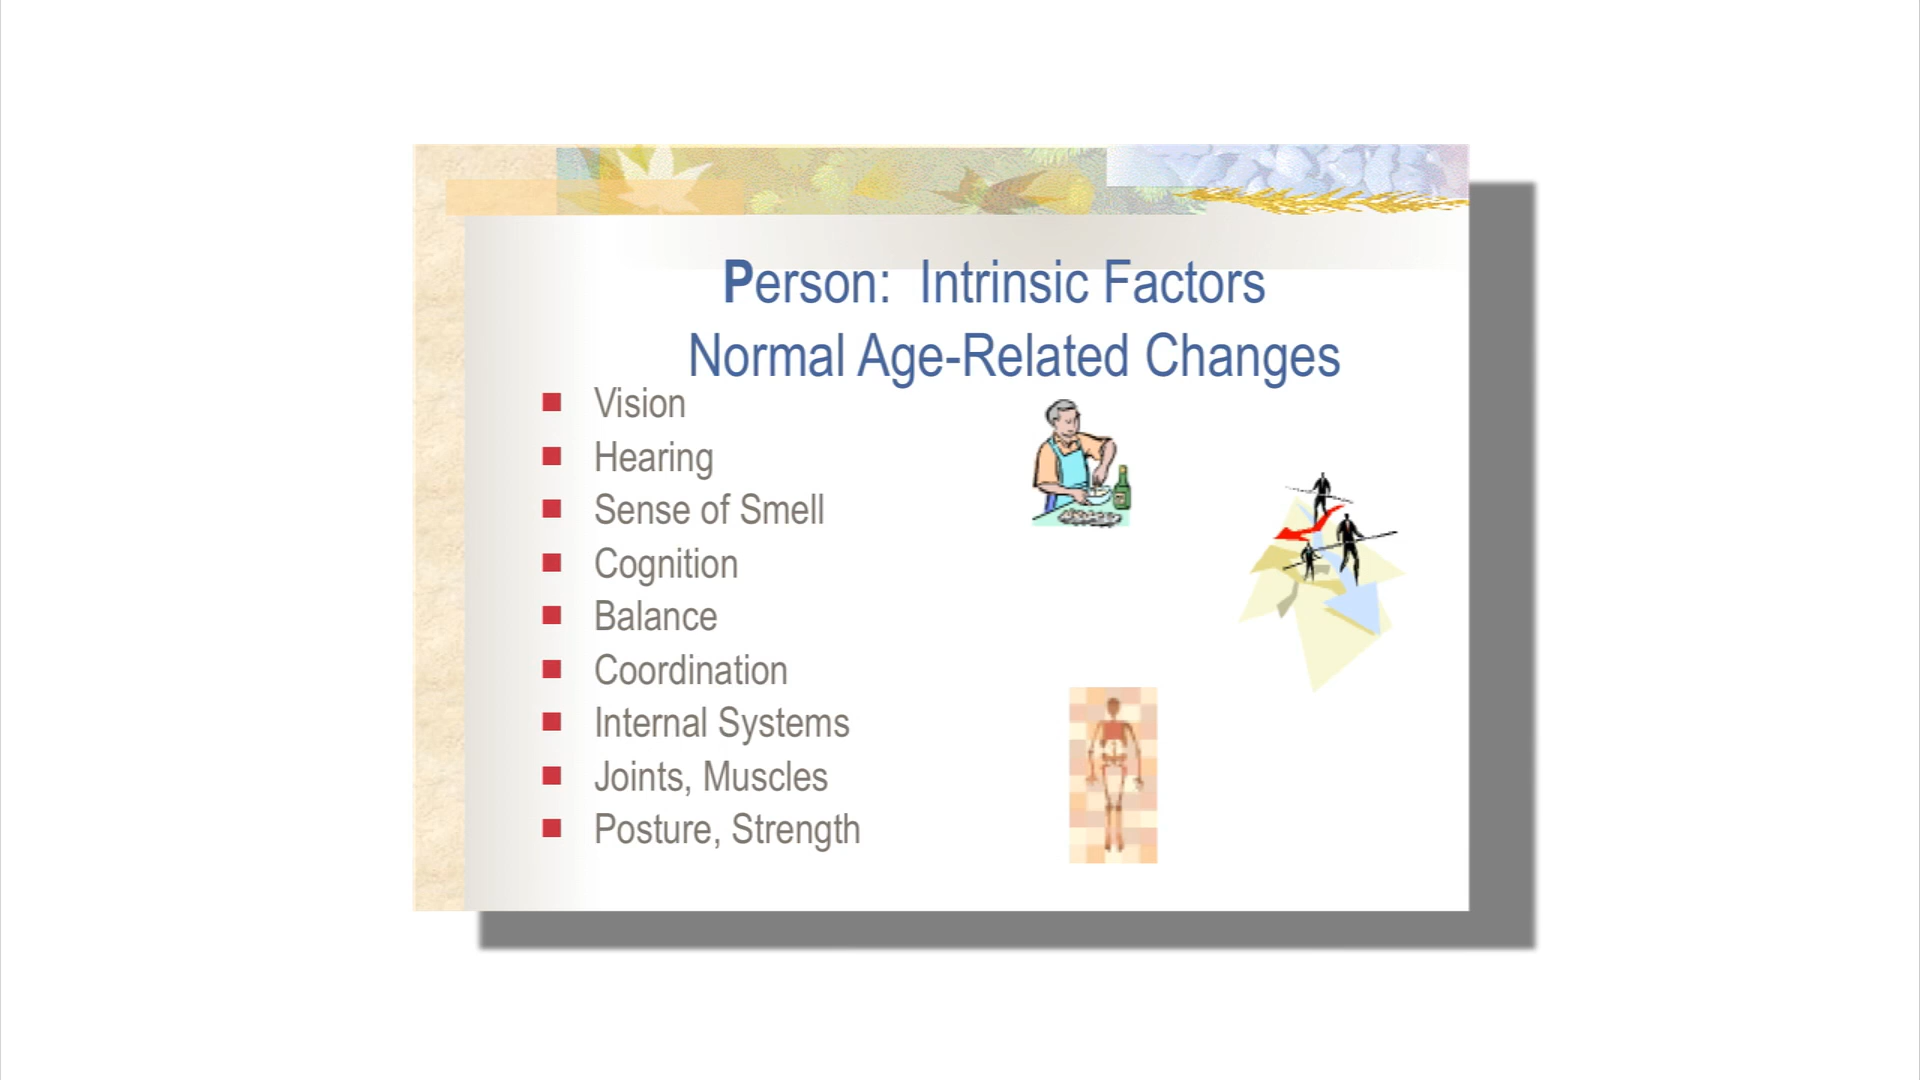 Person: Intrinsic Factors
Normal Age-Related Changes
Vision
Hearing
Sense of Smell
Cognition
Balance
Coordination
Internal Systems
Joints, Muscles
Posture, Strength